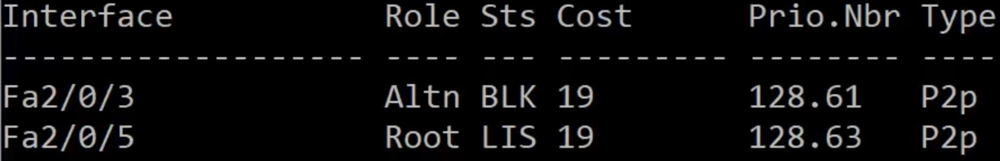 Interface Role Sts Cost Prio.Nbr Type
------------------- ---- --- --------- -------- ----
Fa2/0/3 Altn BLK 19 128.61 P2p
Fa2/0/5 Root LIS 19 128.63 P2p